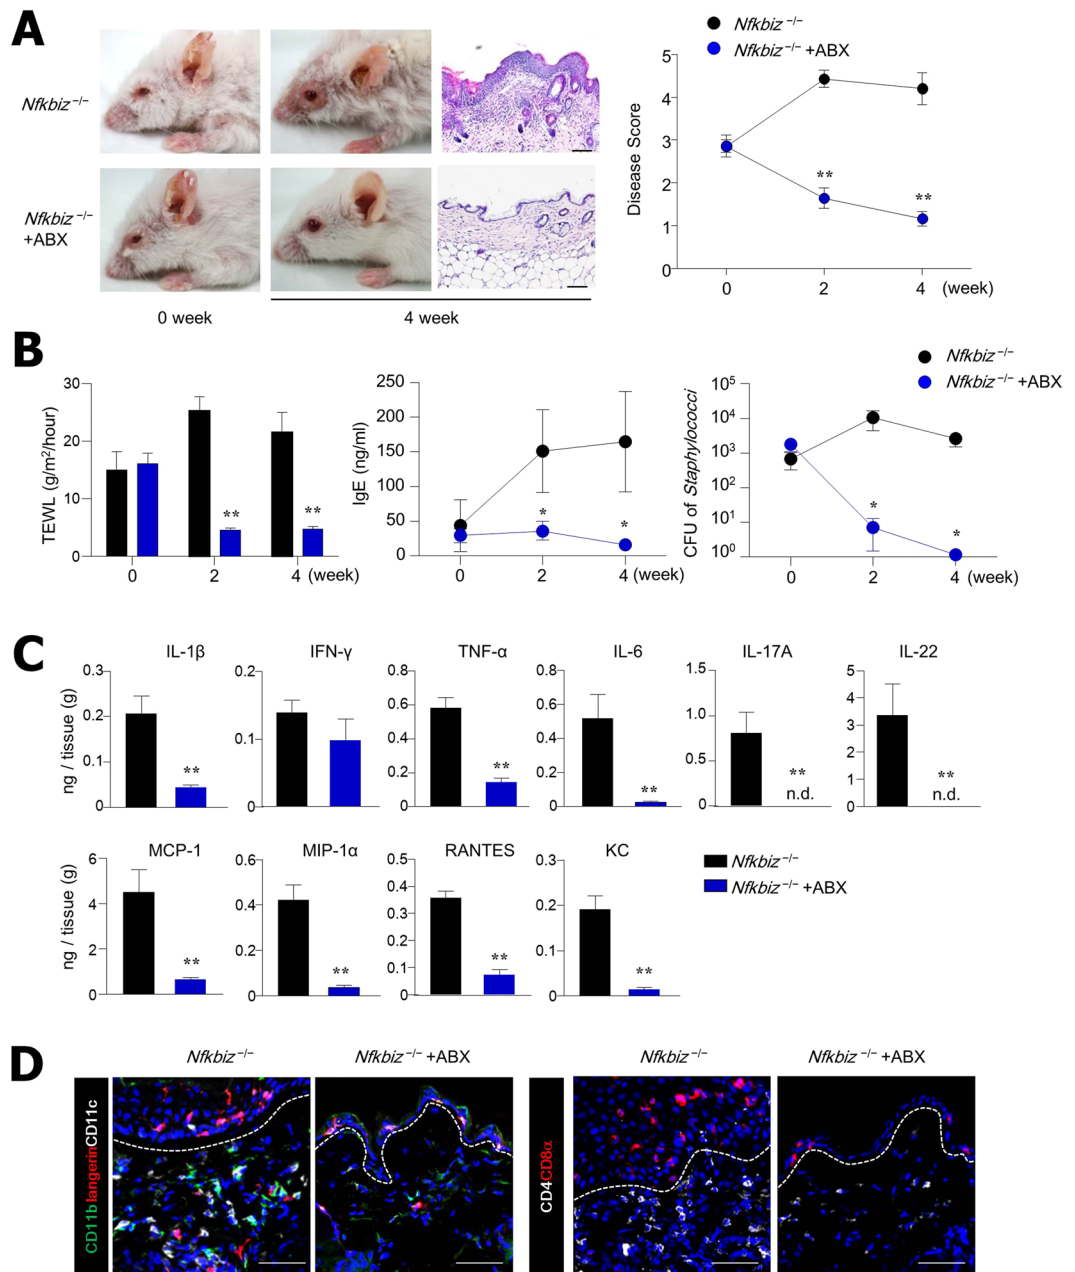 A
Nfkbiz −/−
Nfkbiz −/−
+ABX
0 week
4 week
Nfkbiz −/−
Nfkbiz −/− +ABX
Disease Score
5
4
3
2
1
0
**
**
0 2 4 (week)
B
Nfkbiz −/−
Nfkbiz −/− +ABX
TEWL (g/m²/hour)
30
20
10
0
**
**
0 2 4 (week)
IgE (ng/ml)
250
200
150
100
50
0
*
*
0 2 4 (week)
CFU of Staphylococci
10⁵
10⁴
10³
10²
10¹
10⁰
*
*
0 2 4 (week)
C
ng / tissue (g)
IL-1β
0.3
0.2
0.1
0
**
IFN-γ
0.2
0.1
0
TNF-α
0.8
0.6
0.4
0.2
0
**
IL-6
0.8
0.6
0.4
0.2
0
**
IL-17A
1.5
1.0
0.5
0
**
n.d.
IL-22
5
4
3
2
1
0
**
n.d.
ng / tissue (g)
MCP-1
6
4
2
0
**
MIP-1α
0.6
0.4
0.2
0
**
RANTES
0.5
0.4
0.3
0.2
0.1
0
**
KC
0.3
0.2
0.1
0
**
Nfkbiz −/−
Nfkbiz −/− +ABX
D
Nfkbiz −/−
Nfkbiz −/− +ABX
Nfkbiz −/−
Nfkbiz −/− +ABX
CD11blangerinCD11c
CD4CD8α